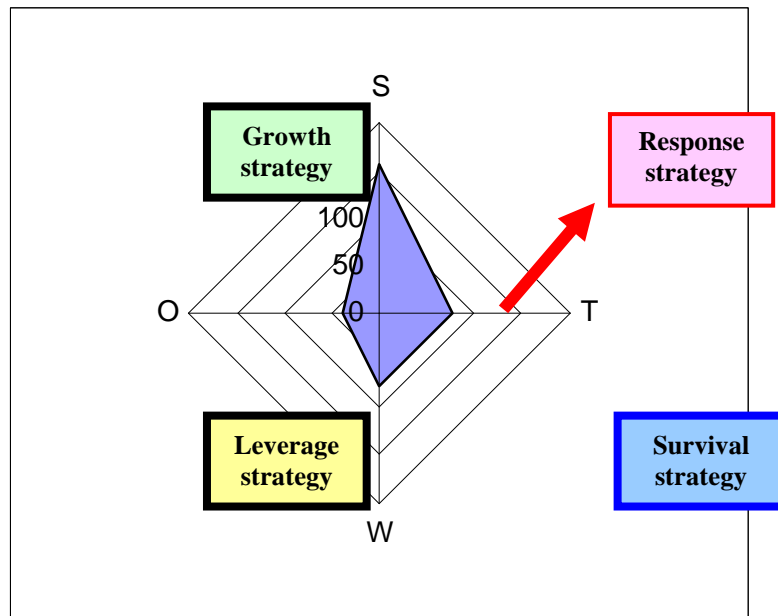 S
Growth
strategy
Response
strategy
100
50
0
O
T
Leverage
strategy
Survival
strategy
W